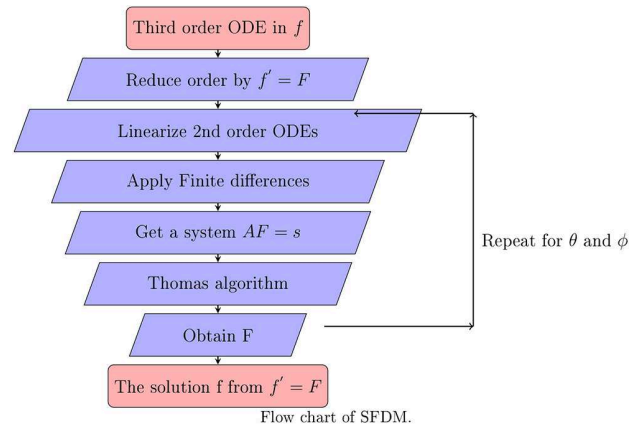 Third order ODE in f
Reduce order by f' = F
Linearize 2nd order ODEs
Apply Finite differences
Get a system AF = s
Thomas algorithm
Obtain F
The solution f from f' = F
Repeat for θ and ϕ
Flow chart of SFDM.